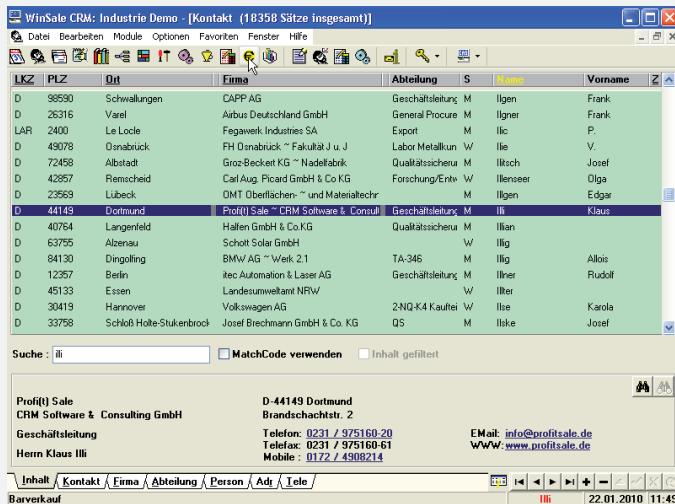 WinSale CRM: Industrie Demo - [Kontakt (18358 Sätze insgesamt)]
Datei Bearbeiten Module Optionen Favoriten Fenster Hilfe
LKZ PLZ Ort Firma Abteilung S Name Vorname Z
D 98590 Schwallungen CAPP AG Geschäftsleitung M Ilgen Frank
D 26316 Varel Airbus Deutschland GmbH General Procure M Ilgner Frank
LAR 2400 Le Locle Fegawerk Industries SA Export M Ilic P.
D 49078 Osnabrück FH Osnabrück ~ Fakultät J u. J Labor Metallkun W Ilie V.
D 72458 Albstadt Groz-Beckert KG ~ Nadelfabrik Qualitätssicherur M Ilitsch Josef
D 42857 Remscheid Carl Aug. Picard GmbH & Co KG Forschung/Entw W Illenseer Olga
D 23569 Lübeck OMT Oberflächen- ~ und Materialtechr M Illgen Edgar
D 44149 Dortmund Profi(t) Sale ~ CRM Software & Consult Geschäftsleitung M Illi Klaus
D 40764 Langenfeld Halfen GmbH & Co.KG Qualitätssicherur M Illian
D 63755 Alzenau Schott Solar GmbH W Illig
D 84130 Dingolfing BMW AG ~ Werk 2.1 TA-346 M Illig Allois
D 12357 Berlin itec Automation & Laser AG Geschäftsleitung M Illner Rudolf
D 45133 Essen Landesumweltamt NRW W Illter
D 30419 Hannover Volkswagen AG 2-NQ-K4 Kauftei W Ilse Karola
D 33758 Schloß Holte-Stukenbrock Josef Brechmann GmbH & Co. KG QS M Ilske Josef
Suche : ili MatchCode verwenden Inhalt gefiltert
Profi(t) Sale D-44149 Dortmund
CRM Software & Consulting GmbH Brandschachtstr. 2
Geschäftsleitung Telefon: 0231 / 975160-20 EMail: info@profitsale.de
Telefax: 0231 / 975160-61 WWW: www.profitsale.de
Herrn Klaus Illi Mobile : 0172 / 4908214
Inhalt Kontakt Firma Abteilung Person Adr Tele
Barverkauf Illi 22.01.2010 11:49